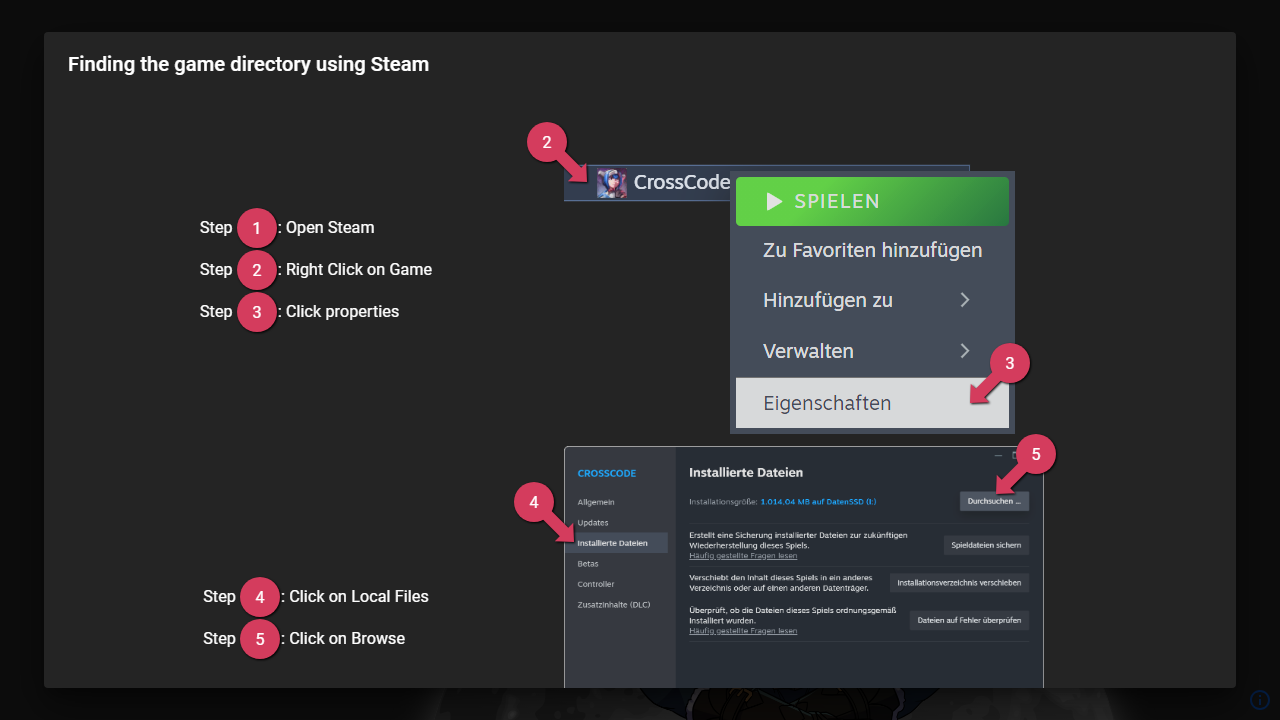 Finding the game directory using Steam
2
CrossCode
SPIELEN
Zu Favoriten hinzufügen
Hinzufügen zu
Verwalten
3
Eigenschaften
Step 1 : Open Steam
Step 2 : Right Click on Game
Step 3 : Click properties
5
4
CROSSCODE
Allgemein
Updates
Installierte Dateien
Betas
Controller
Zusatzinhalte (DLC)
Installierte Dateien
Installationsgröße: 1.014,04 MB auf DatenSSD (I:)
Durchsuchen ...
Erstellt eine Sicherung installierter Dateien zur zukünftigen
Wiederherstellung dieses Spiels.
Häufig gestellte Fragen lesen
Spieldateien sichern
Verschiebt den Inhalt dieses Spiels in ein anderes
Verzeichnis oder auf einen anderen Datenträger.
Installationsverzeichnis verschieben
Überprüft, ob die Dateien dieses Spiels ordnungsgemäß
installiert wurden.
Häufig gestellte Fragen lesen
Dateien auf Fehler überprüfen
Step 4 : Click on Local Files
Step 5 : Click on Browse